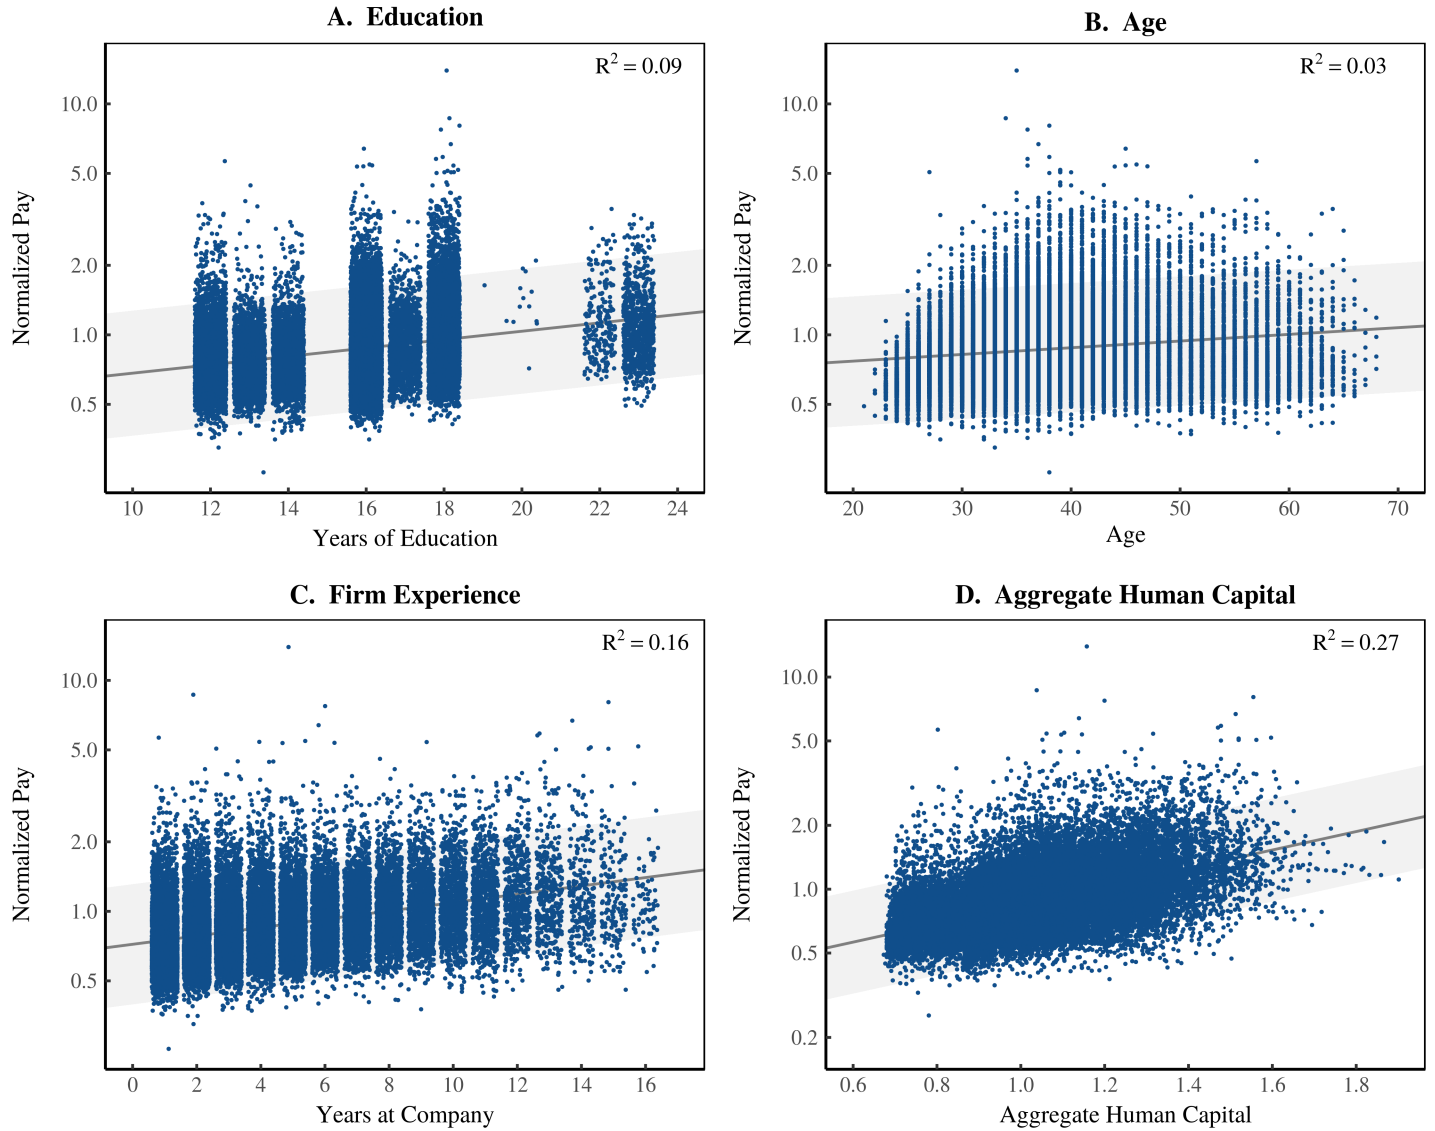 A. Education
R² = 0.09
Normalized Pay
10.0
5.0
2.0
1.0
0.5
10 12 14 16 18 20 22 24
Years of Education
B. Age
R² = 0.03
Normalized Pay
10.0
5.0
2.0
1.0
0.5
20 30 40 50 60 70
Age
C. Firm Experience
R² = 0.16
Normalized Pay
10.0
5.0
2.0
1.0
0.5
0 2 4 6 8 10 12 14 16
Years at Company
D. Aggregate Human Capital
R² = 0.27
Normalized Pay
10.0
5.0
2.0
1.0
0.5
0.2
0.6 0.8 1.0 1.2 1.4 1.6 1.8
Aggregate Human Capital